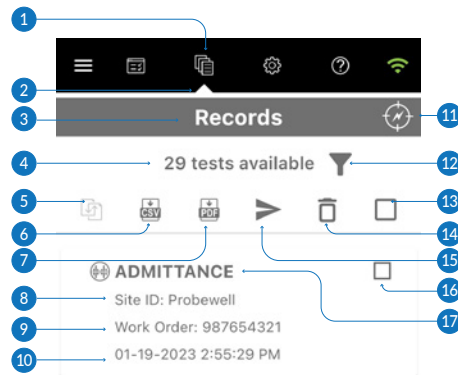 1
2
3 Records 11
4 29 tests available 12
5 CSV PDF 13
6 7 15 14
ADMITTANCE 16
8 Site ID: Probewell 17
9 Work Order: 987654321
10 01-19-2023 2:55:29 PM